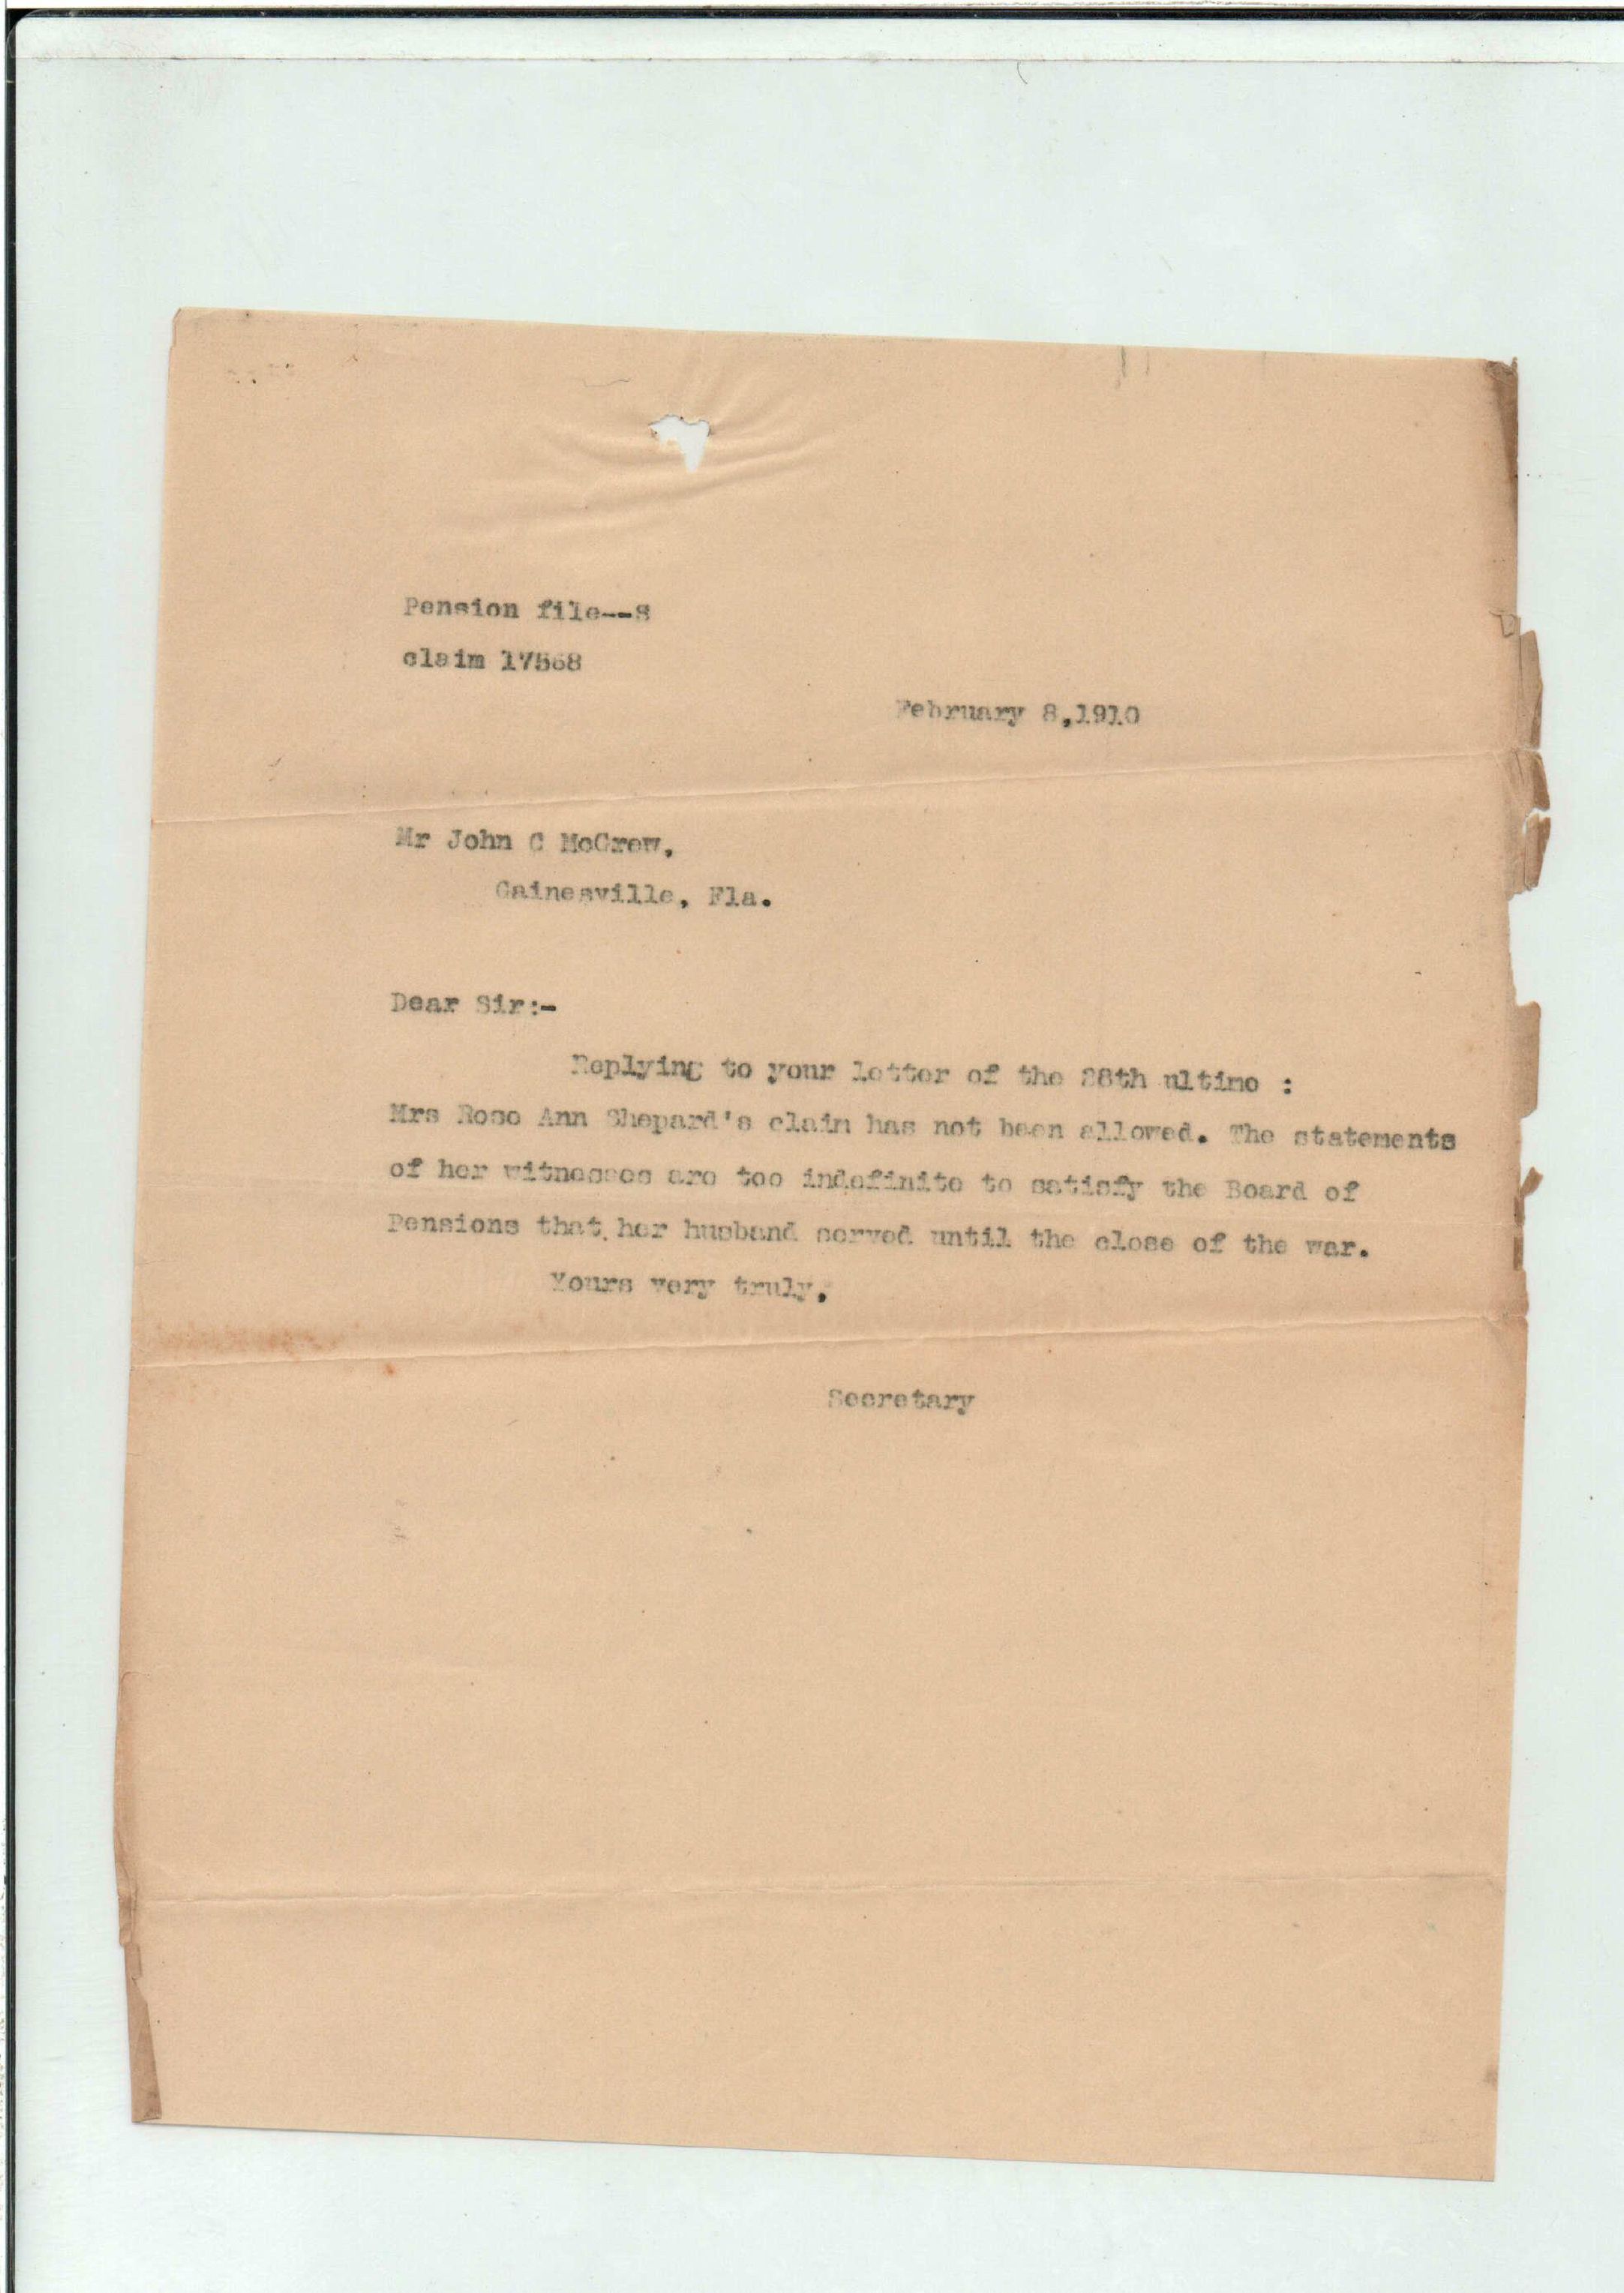 Pension file--S
claim 17568
February 8,1910
Mr John C McGrew,
Gainesville, Fla.
Dear Sir:-
Replying to your letter of the 28th ultimo :
Mrs Rose Ann Shepard's claim has not been allowed. The statements
of her witnesses are too indefinite to satisfy the Board of
Pensions that her husband served until the close of the war.
Yours very truly,
Secretary